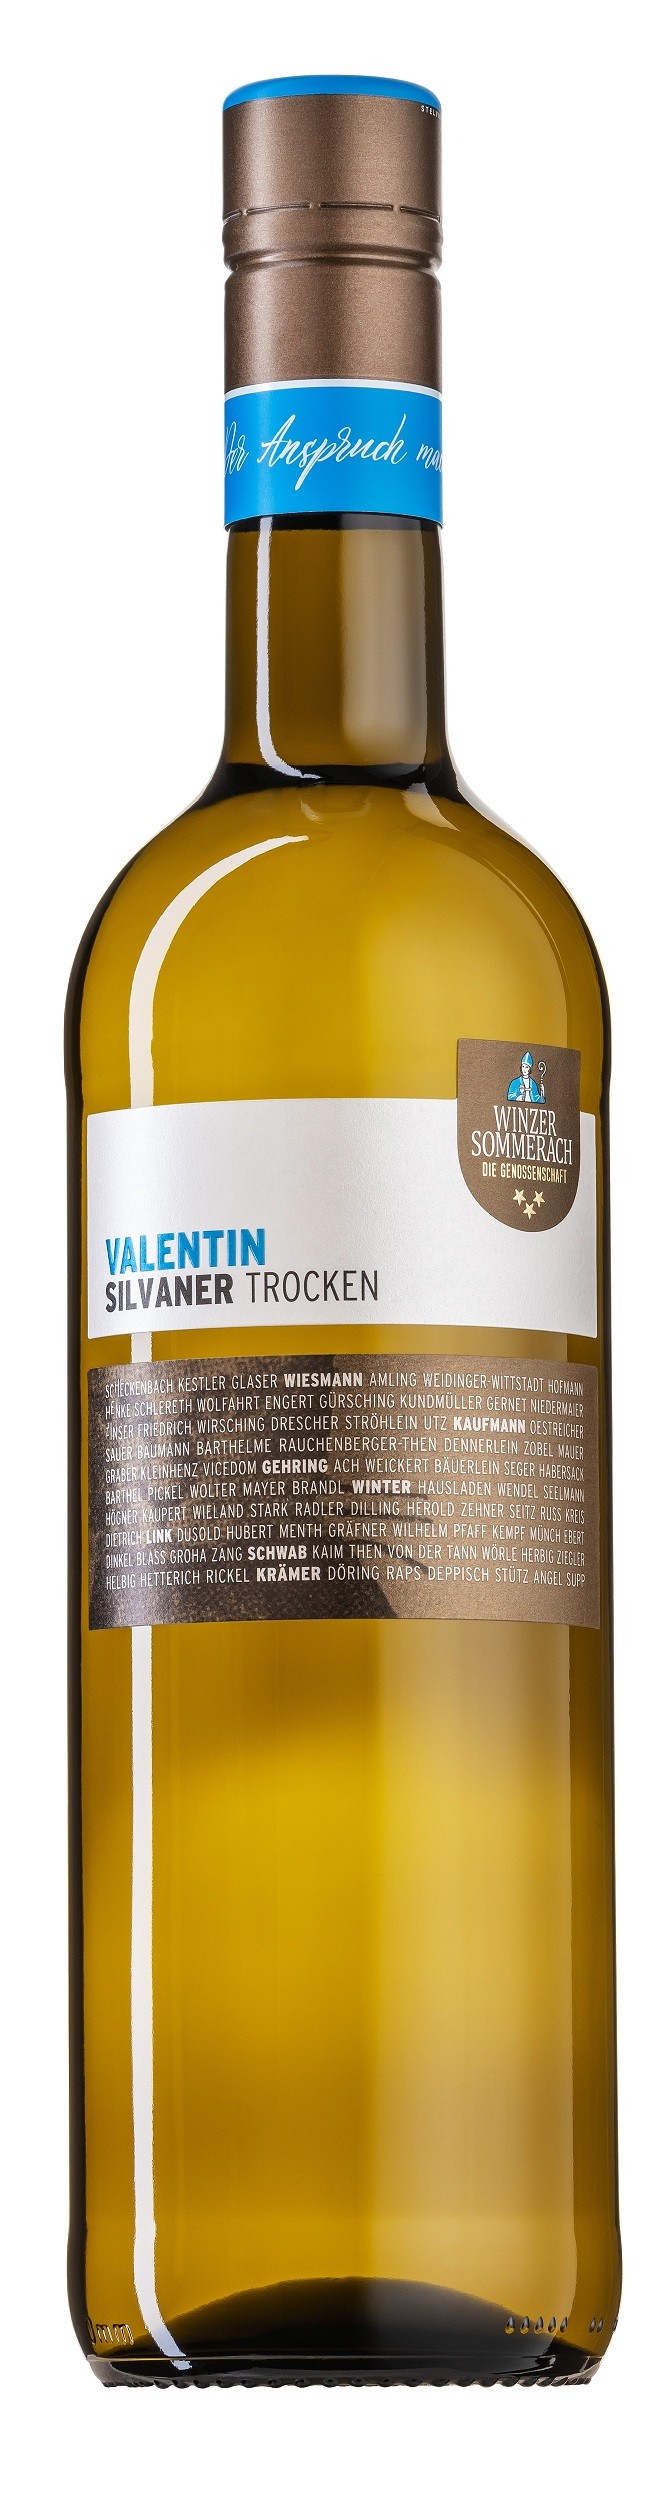 Der Anspruch
WINZER
SOMMERACH
DIE GENOSSENSCHAFT
VALENTIN
SILVANER TROCKEN
SCHECKENBACH KESTLER GLASER WIESMANN AMLING WEIDINGER-WITTSTADT HOFMANN
HENKE SCHLERETH WOLFAHRT ENGERT GÜRSCHING KUNDMÜLLER GERNET NIEDERMAIER
FRIEDRICH WIRSCHING DRESCHER STRÖHLEIN UTZ KAUFMANN OESTREICHER
SAUER BAUMANN BARTHELME RAUCHENBERGER-THEN DENNERLEIN ZOBEL MAUER
GRABER KLEINHENZ VICEDOM GEHRING ACH WEICKERT BÄUERLEIN SEGER HABERSACK
BARTHEL PICKEL WOLTER MAYER BRANDL WINTER HAUSLADEN WENDEL SEELMANN
HÖGNER KAUPERT WIELAND STARK RADLER DILLING HEROLD ZEHNER SEITZ RUSS KREIS
DIETRICH LINK DUSOLD HUBERT MENTH GRÄFNER WILHELM PFAFF KEMPF MÜNCH EBERT
DINKEL BLASS GROHA ZANG SCHWAB KAIM THEN VON DER TANN WÖRLE HERBIG ZIEGLER
HELBIG HETTERICH RICKEL KRÄMER DÖRING RAPS DEPPISCH STÜTZ ANGEL SUPP